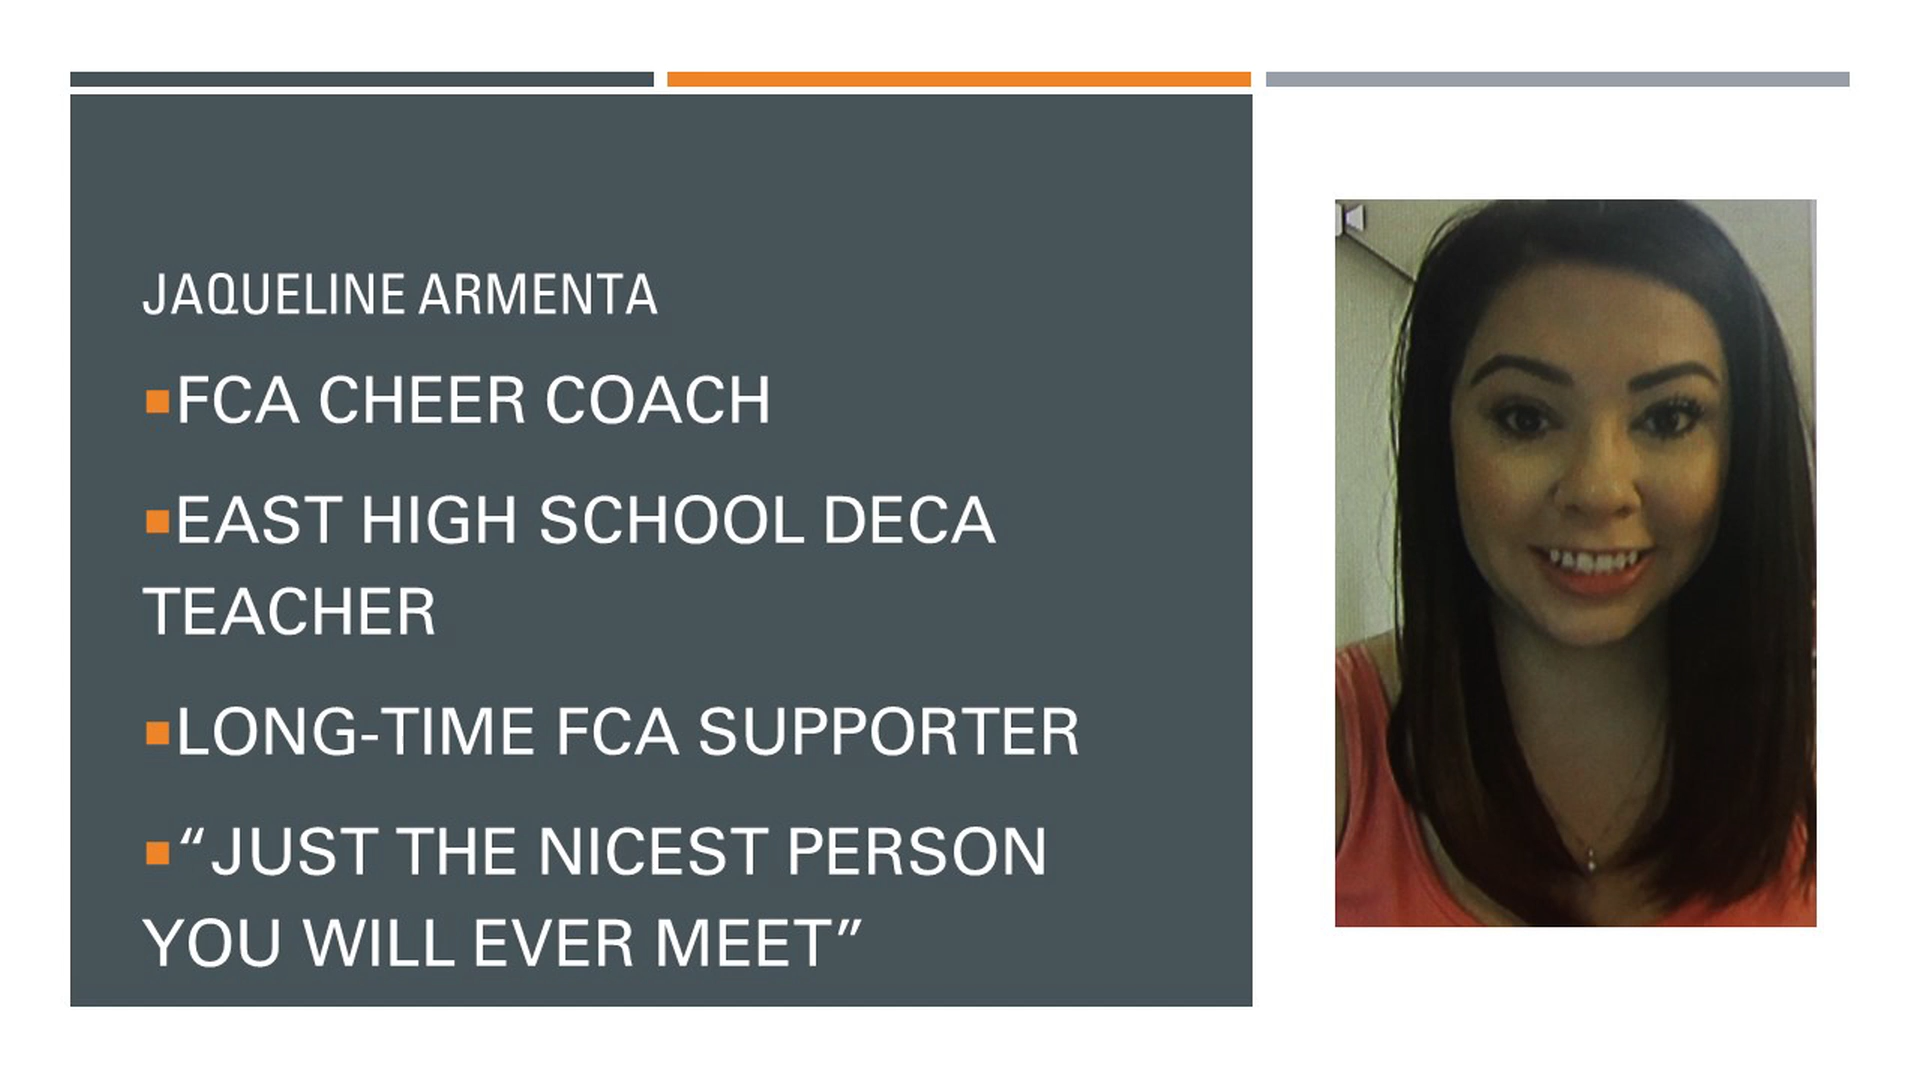 JAQUELINE ARMENTA
▪FCA CHEER COACH
▪EAST HIGH SCHOOL DECA
TEACHER
▪LONG-TIME FCA SUPPORTER
▪“JUST THE NICEST PERSON
YOU WILL EVER MEET”